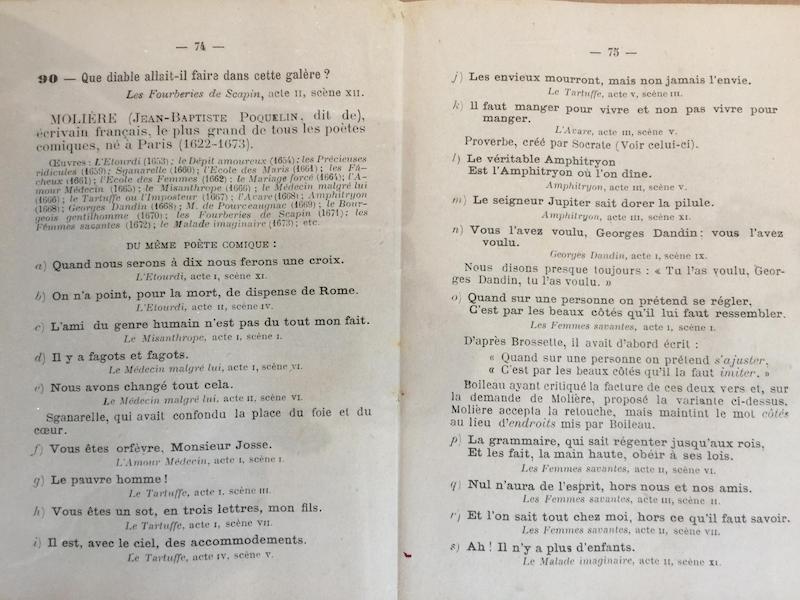 — 74 —
90 — Que diable allait-il faire dans cette galère ?
Les Fourberies de Scapin, acte II, scène XII.
MOLIÈRE (Jean-Baptiste Poquelin, dit de),
écrivain français, le plus grand de tous les poètes
comiques, né à Paris (1622-1673).
Œuvres : L'Etourdi (1653) ; le Dépit amoureux (1654) ; les Précieuses
ridicules (1659) ; Sganarelle (1660) ; l'Ecole des Maris (1661) ; les Fâ-
cheux (1661) ; l'Ecole des Femmes (1662) ; le Mariage forcé (1664) ; l'A-
mour Médecin (1665) ; le Misanthrope (1666) ; le Médecin malgré lui
(1666) ; le Tartuffe ou l'Imposteur (1667) ; l'Avare (1668) ; Amphitryon
(1668) ; Georges Dandin (1668) ; M. de Pourceaugnac (1669) ; le Bour-
geois gentilhomme (1670) ; les Fourberies de Scapin (1671) ; les
Femmes savantes (1672) ; le Malade imaginaire (1673) ; etc.
DU MÊME POÈTE COMIQUE :
a) Quand nous serons à dix nous ferons une croix.
L'Etourdi, acte I, scène XI.
b) On n'a point, pour la mort, de dispense de Rome.
L'Etourdi, acte II, scène IV.
c) L'ami du genre humain n'est pas du tout mon fait.
Le Misanthrope, acte I, scène I.
d) Il y a fagots et fagots.
Le Médecin malgré lui, acte I, scène VI.
e) Nous avons changé tout cela.
Le Médecin malgré lui, acte II, scène VI.
Sganarelle, qui avait confondu la place du foie et du
cœur.
f) Vous êtes orfèvre, Monsieur Josse.
L'Amour Médecin, acte I, scène I.
g) Le pauvre homme !
Le Tartuffe, acte I, scène III.
h) Vous êtes un sot, en trois lettres, mon fils.
Le Tartuffe, acte I, scène VII.
i) Il est, avec le ciel, des accommodements.
Le Tartuffe, acte IV, scène V.
— 75 —
j) Les envieux mourront, mais non jamais l'envie.
Le Tartuffe, acte V, scène III.
k) Il faut manger pour vivre et non pas vivre pour
manger.
L'Avare, acte III, scène V.
Proverbe, créé par Socrate (Voir celui-ci).
l) Le véritable Amphitryon
Est l'Amphitryon où l'on dîne.
Amphitryon, acte III, scène V.
m) Le seigneur Jupiter sait dorer la pilule.
Amphitryon, acte III, scène XI.
n) Vous l'avez voulu, Georges Dandin ; vous l'avez
voulu.
Georges Dandin, acte I, scène IX.
Nous disons presque toujours : « Tu l'as voulu, Geor-
ges Dandin, tu l'as voulu. »
o) Quand sur une personne on prétend se régler,
C'est par les beaux côtés qu'il lui faut ressembler.
Les Femmes savantes, acte I, scène I.
D'après Brossette, il avait d'abord écrit :
« Quand sur une personne on prétend s'ajuster,
« C'est par les beaux côtés qu'il la faut imiter. »
Boileau ayant critiqué la facture de ces deux vers et, sur
la demande de Molière, proposé la variante ci-dessus,
Molière accepta la retouche, mais maintint le mot côtés
au lieu d'endroits mis par Boileau.
p) La grammaire, qui sait régenter jusqu'aux rois,
Et les fait, la main haute, obéir à ses lois.
Les Femmes savantes, acte II, scène VI.
q) Nul n'aura de l'esprit, hors nous et nos amis.
Les Femmes savantes, acte III, scène II.
r) Et l'on sait tout chez moi, hors ce qu'il faut savoir.
Les Femmes savantes, acte II, scène VII.
s) Ah ! Il n'y a plus d'enfants.
Le Malade imaginaire, acte II, scène XI.